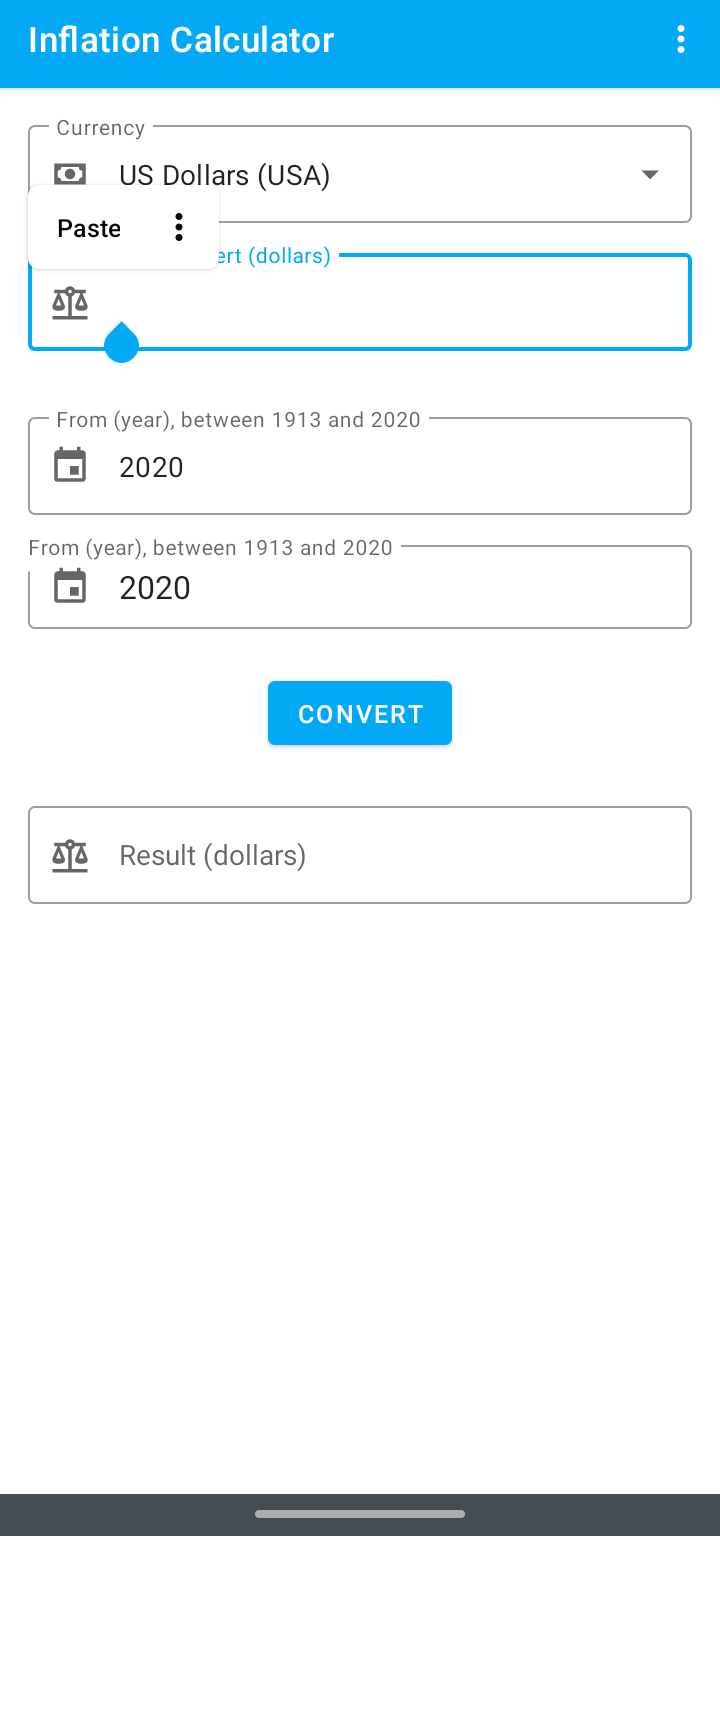 Inflation Calculator
Currency
US Dollars (USA)
Paste
ert (dollars)
From (year), between 1913 and 2020
2020
From (year), between 1913 and 2020
2020
CONVERT
Result (dollars)